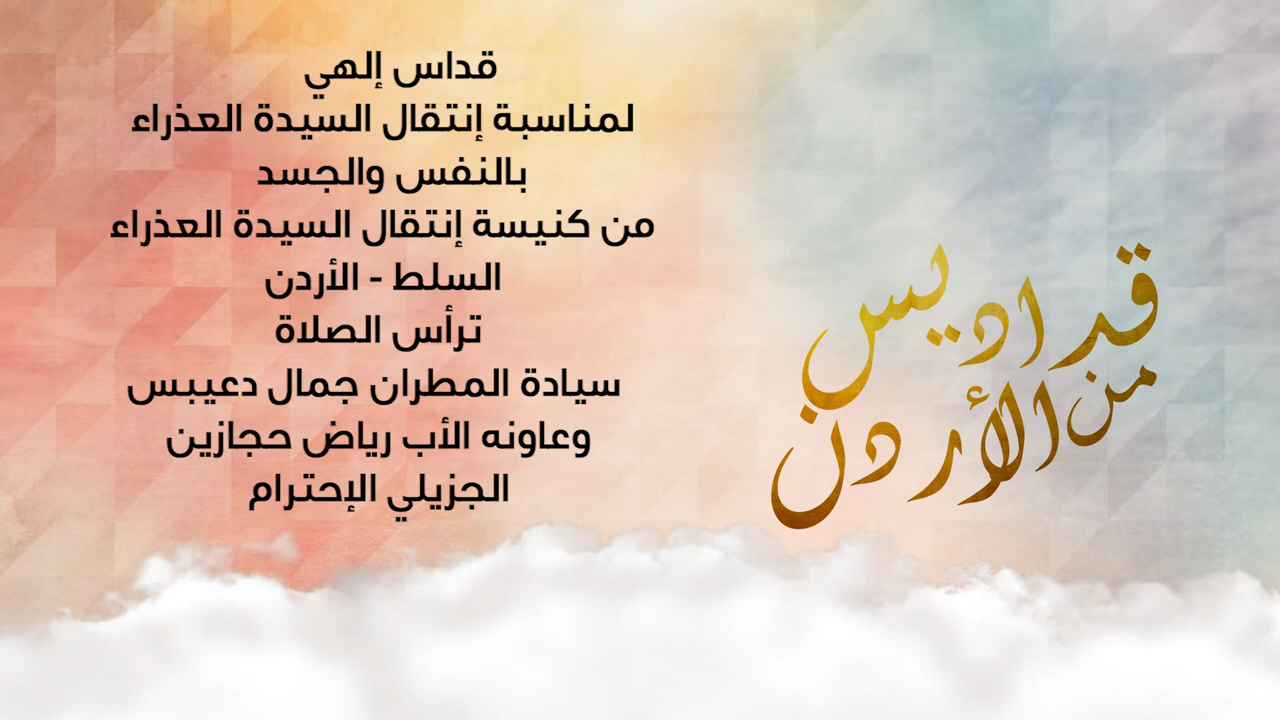 قداس إلهي
لمناسبة إنتقال السيدة العذراء
بالنفس والجسد
من كنيسة إنتقال السيدة العذراء
السلط - الأردن
ترأس الصلاة
سيادة المطران جمال دعيبس
وعاونه الأب رياض حجازين
الجزيلي الإحترام
قداديس
من الأردن